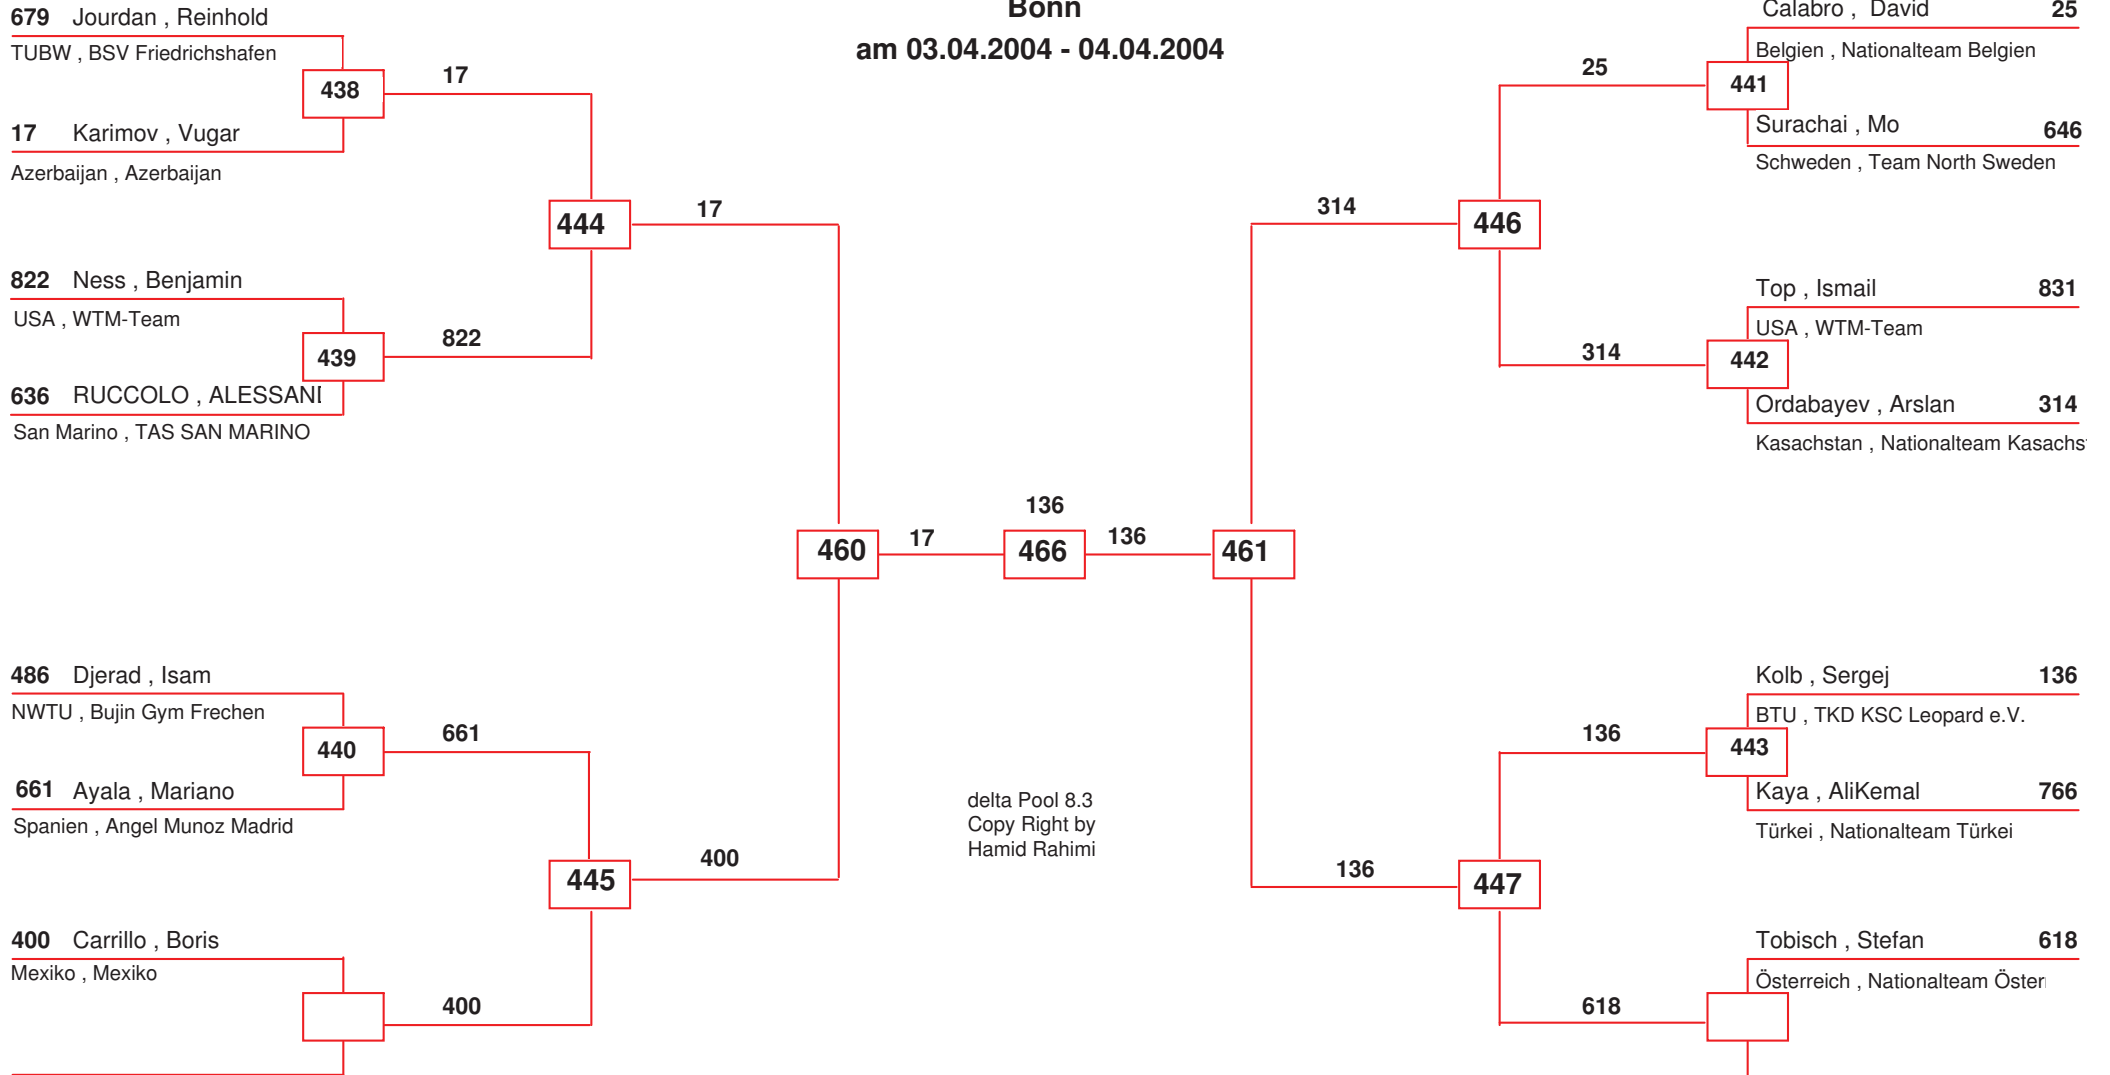 Bonn
am 03.04.2004 - 04.04.2004
679 Jourdan , Reinhold
TUBW , BSV Friedrichshafen
438
17
17 Karimov , Vugar
Azerbaijan , Azerbaijan
444
17
822 Ness , Benjamin
USA , WTM-Team
439
822
636 RUCCOLO , ALESSAN
San Marino , TAS SAN MARINO
460
17
136
466
136
461
486 Djerad , Isam
NWTU , Bujin Gym Frechen
440
661
661 Ayala , Mariano
Spanien , Angel Munoz Madrid
445
400
400 Carrillo , Boris
Mexiko , Mexiko
400
delta Pool 8.3
Copy Right by
Hamid Rahimi
Calabro , David 25
Belgien , Nationalteam Belgien
25
441
Surachai , Mo 646
Schweden , Team North Sweden
314
446
Top , Ismail 831
USA , WTM-Team
314
442
Ordabayev , Arslan 314
Kasachstan , Nationalteam Kasachs
Kolb , Sergej 136
BTU , TKD KSC Leopard e.V.
136
443
Kaya , AliKemal 766
Türkei , Nationalteam Türkei
136
447
Tobisch , Stefan 618
Österreich , Nationalteam Öster
618